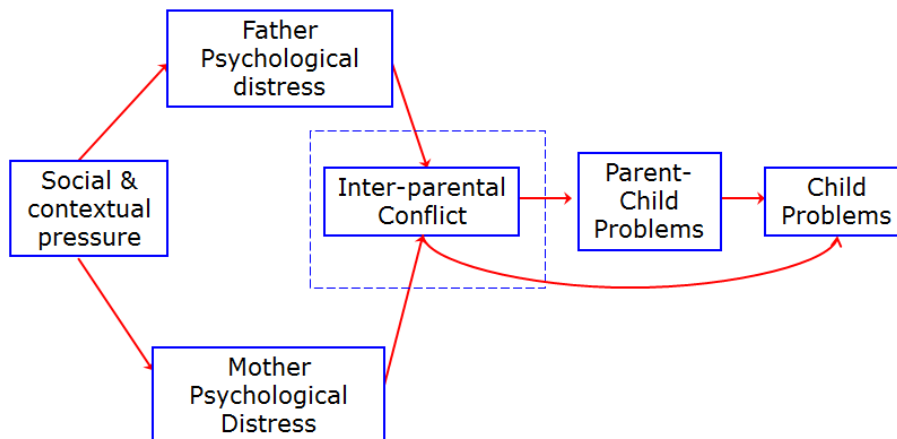 Father
Psychological
distress
Social &
contextual
pressure
Inter-parental
Conflict
Parent-
Child
Problems
Child
Problems
Mother
Psychological
Distress